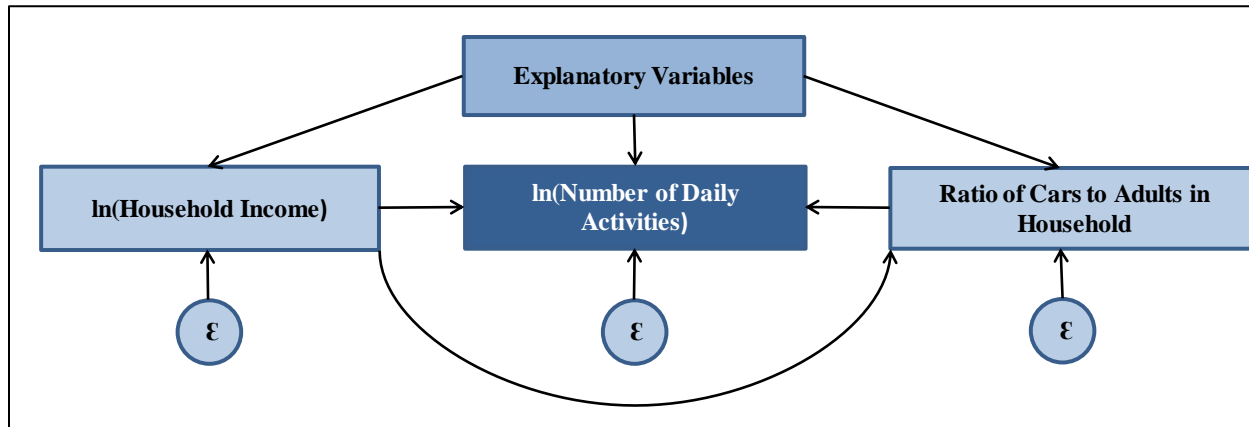 Explanatory Variables
ln(Household Income)
ln(Number of Daily
Activities)
Ratio of Cars to Adults in
Household
ε
ε
ε